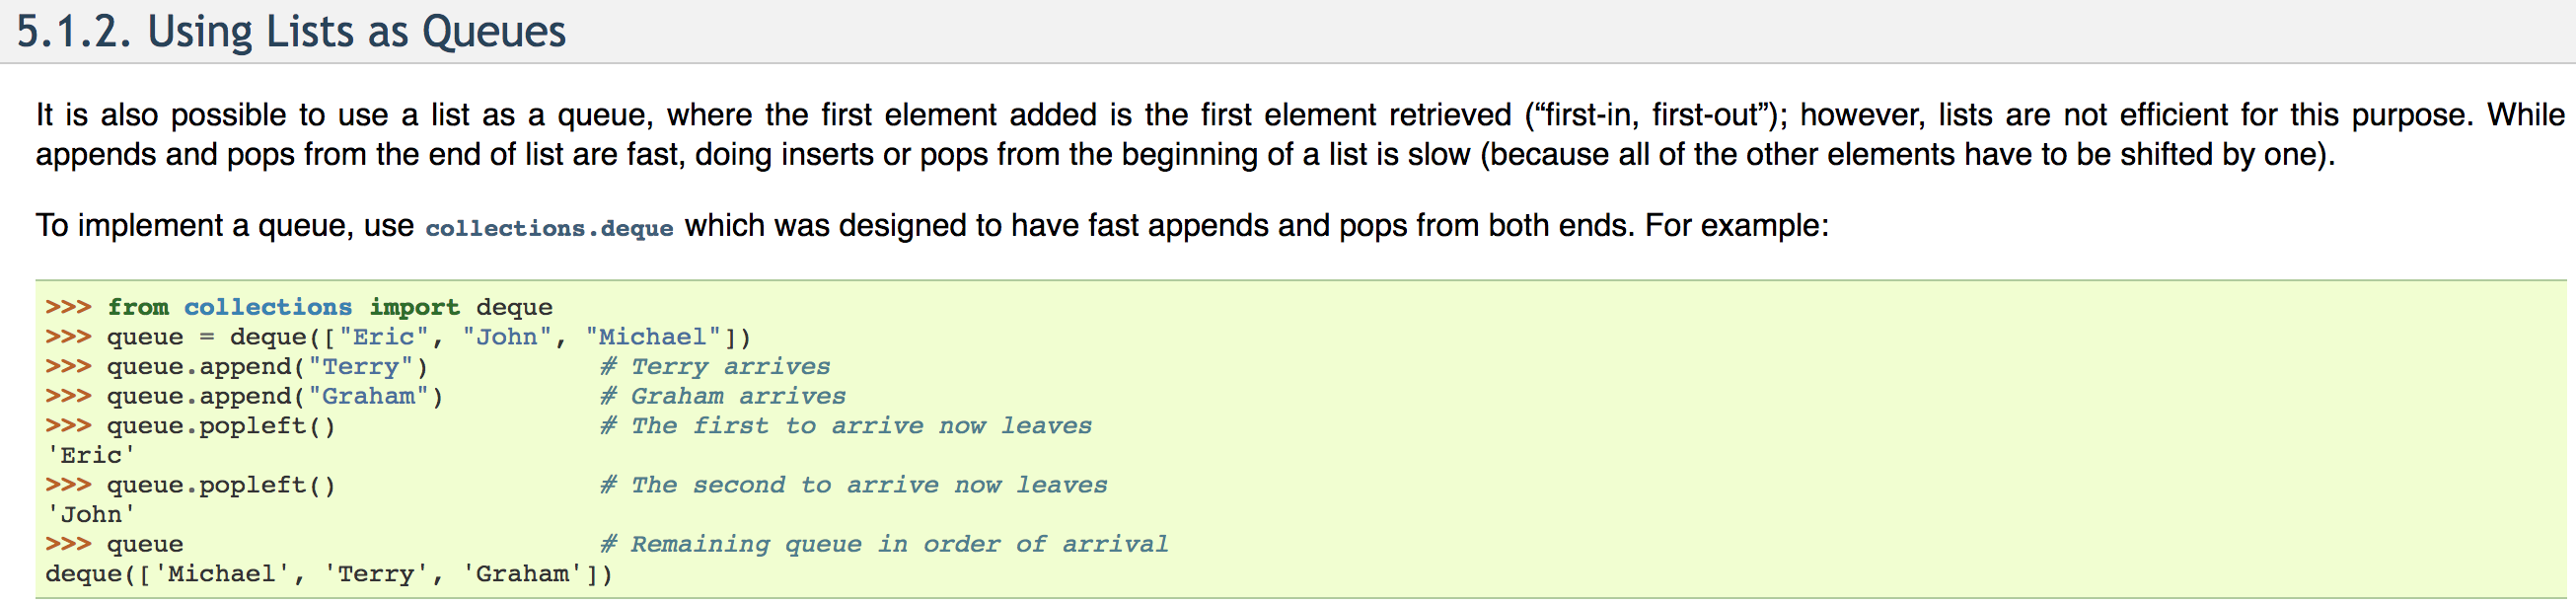 5.1.2. Using Lists as Queues
It is also possible to use a list as a queue, where the first element added is the first element retrieved (“first-in, first-out”); however, lists are not efficient for this purpose. While
appends and pops from the end of list are fast, doing inserts or pops from the beginning of a list is slow (because all of the other elements have to be shifted by one).
To implement a queue, use collections.deque which was designed to have fast appends and pops from both ends. For example:
>>> from collections import deque
>>> queue = deque(["Eric", "John", "Michael"])
>>> queue.append("Terry")           # Terry arrives
>>> queue.append("Graham")          # Graham arrives
>>> queue.popleft()                 # The first to arrive now leaves
'Eric'
>>> queue.popleft()                 # The second to arrive now leaves
'John'
>>> queue                           # Remaining queue in order of arrival
deque(['Michael', 'Terry', 'Graham'])